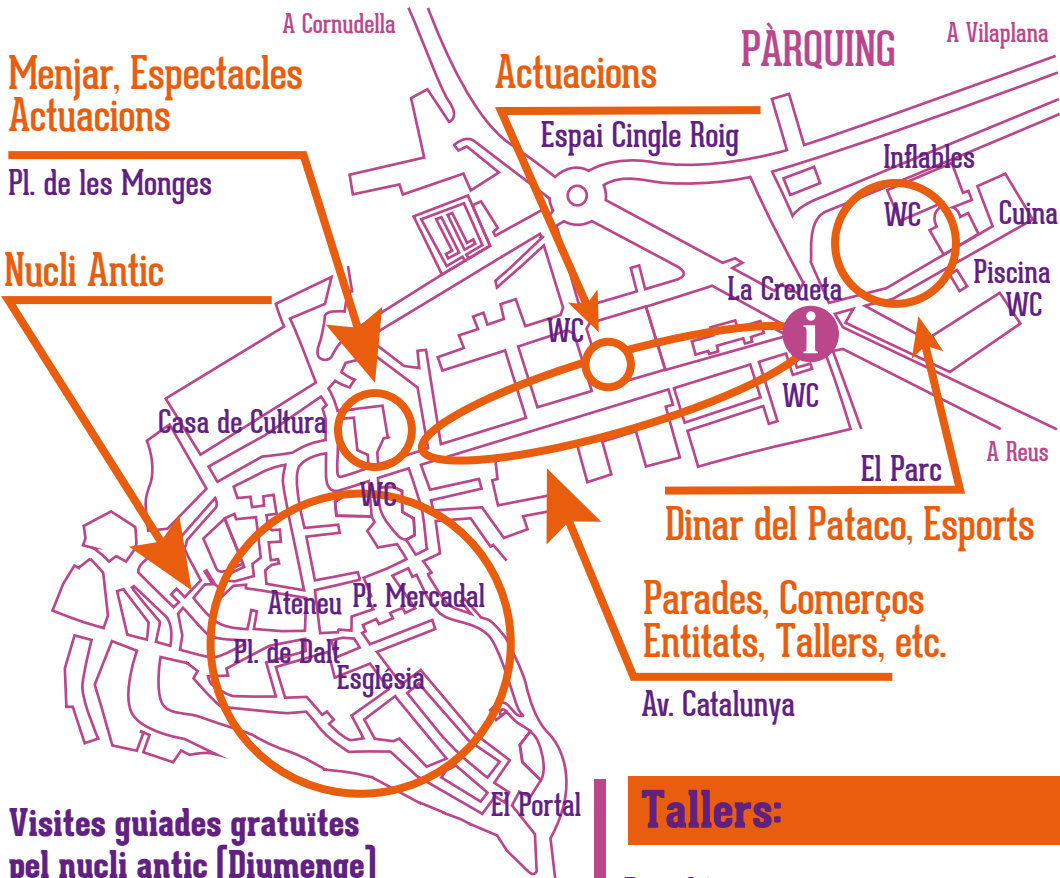 A Cornudella
PÀRQUING
A Vilaplana
Menjar, Espectacles
Actuacions
Pl. de les Monges
Actuacions
Espai Cingle Roig
Inflables
WC
Cuina
Piscina
WC
Nucli Antic
La Creueta
i
WC
WC
Casa de Cultura
WC
A Reus
El Parc
Dinar del Pataco, Esports
Parades, Comerços
Entitats, Tallers, etc.
Av. Catalunya
Ateneu
Pl. Mercadal
Pl. de Dalt
Església
El Portal
Visites guiades gratuïtes
pel nucli antic (Diumenge)
Tallers: